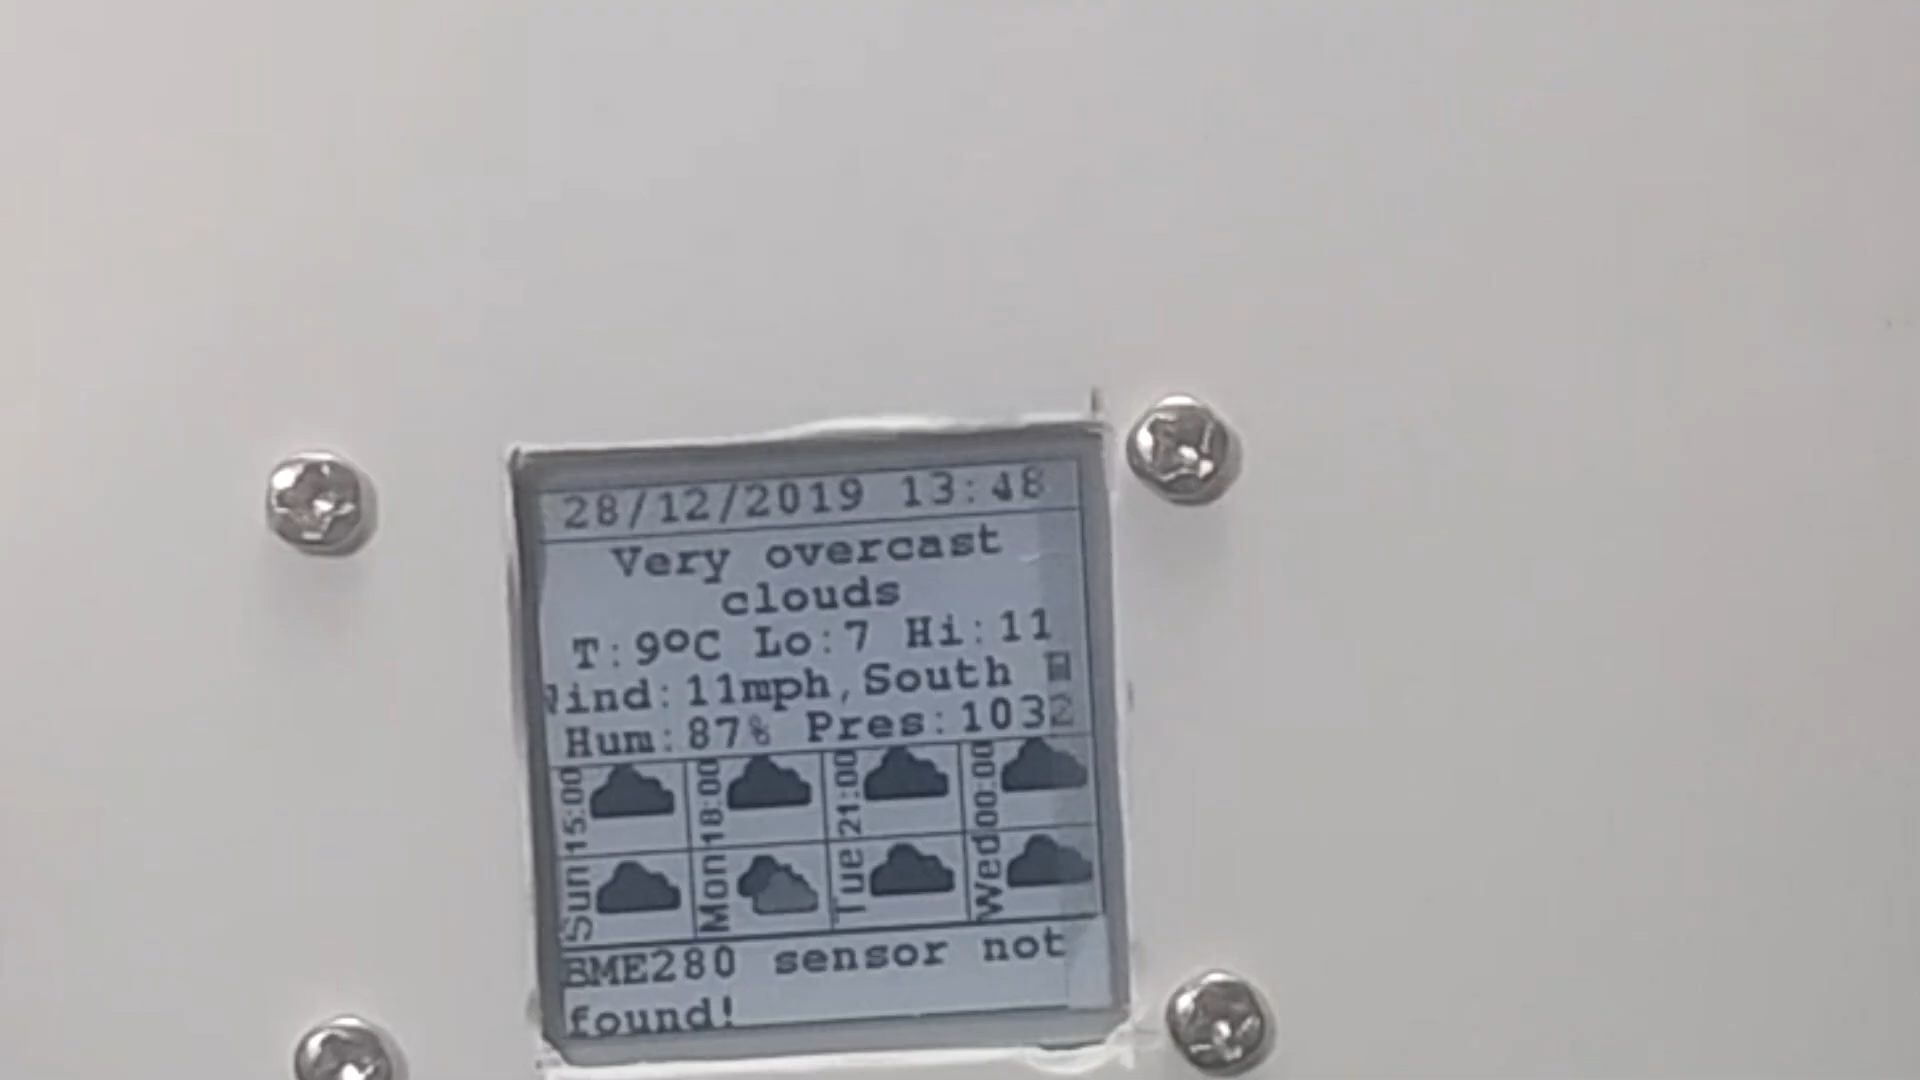 28/12/2019 13:48
Very overcast
clouds
T:9ºC Lo:7 Hi:11
Wind:11mph,South
Hum:87% Pres:1032
15:00 18:00 21:00 00:00
Sun Mon Tue Wed
BME280 sensor not
found!